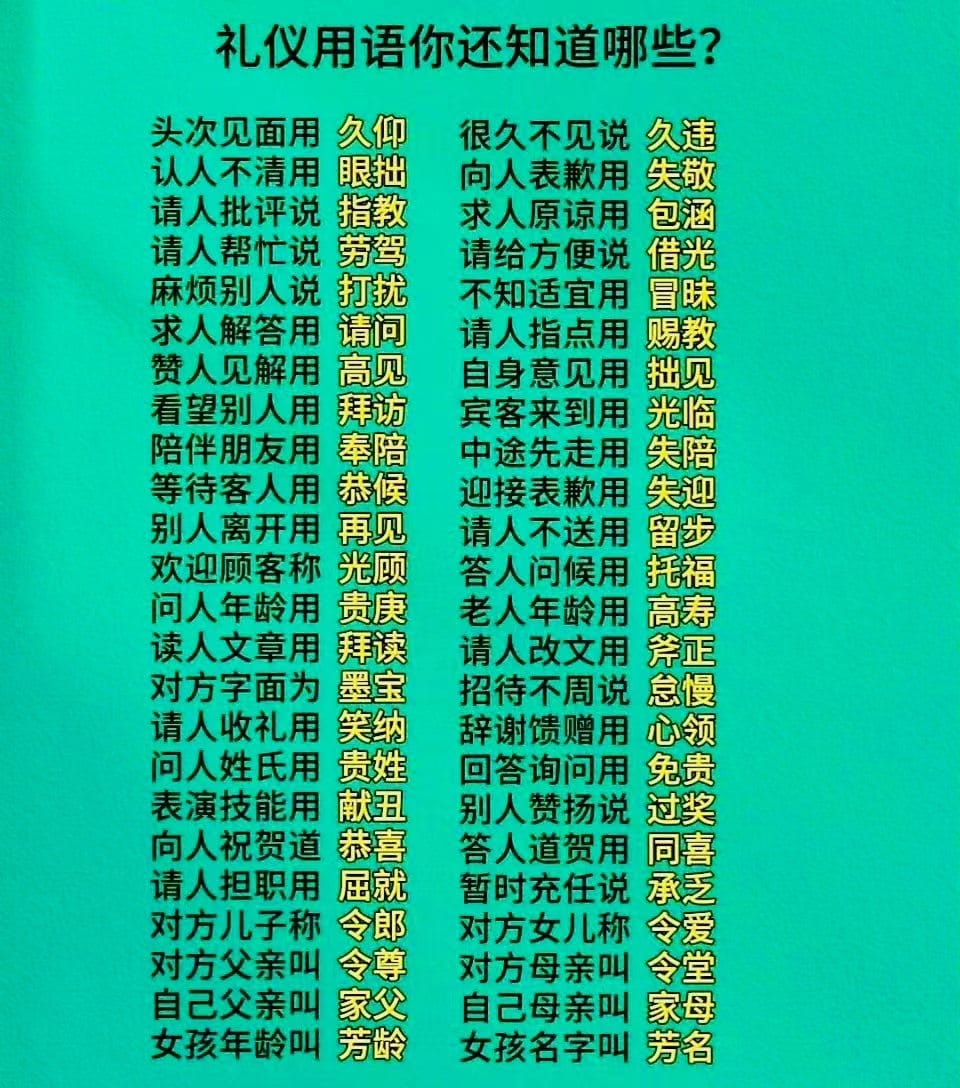 礼仪用语你还知道哪些？
头次见面用 久仰 很久不见说 久违
认人不清用 眼拙 向人表歉用 失敬
请人批评说 指教 求人原谅用 包涵
请人帮忙说 劳驾 请给方便说 借光
麻烦别人说 打扰 不知适宜用 冒昧
求人解答用 请问 请人指点用 赐教
赞人见解用 高见 自身意见用 拙见
看望别人用 拜访 宾客来到用 光临
陪伴朋友用 奉陪 中途先走用 失陪
等待客人用 恭候 迎接表歉用 失迎
别人离开用 再见 请人不送用 留步
欢迎顾客称 光顾 答人问候用 托福
问人年龄用 贵庚 老人年龄用 高寿
读人文章用 拜读 请人改文用 斧正
对方字面为 墨宝 招待不周说 怠慢
请人收礼用 笑纳 辞谢馈赠用 心领
问人姓氏用 贵姓 回答询问用 免贵
表演技能用 献丑 别人赞扬说 过奖
向人祝贺道 恭喜 答人道贺用 同喜
请人担职用 屈就 暂时充任说 承乏
对方儿子称 令郎 对方女儿称 令爱
对方父亲叫 令尊 对方母亲叫 令堂
自己父亲叫 家父 自己母亲叫 家母
女孩年龄叫 芳龄 女孩名字叫 芳名